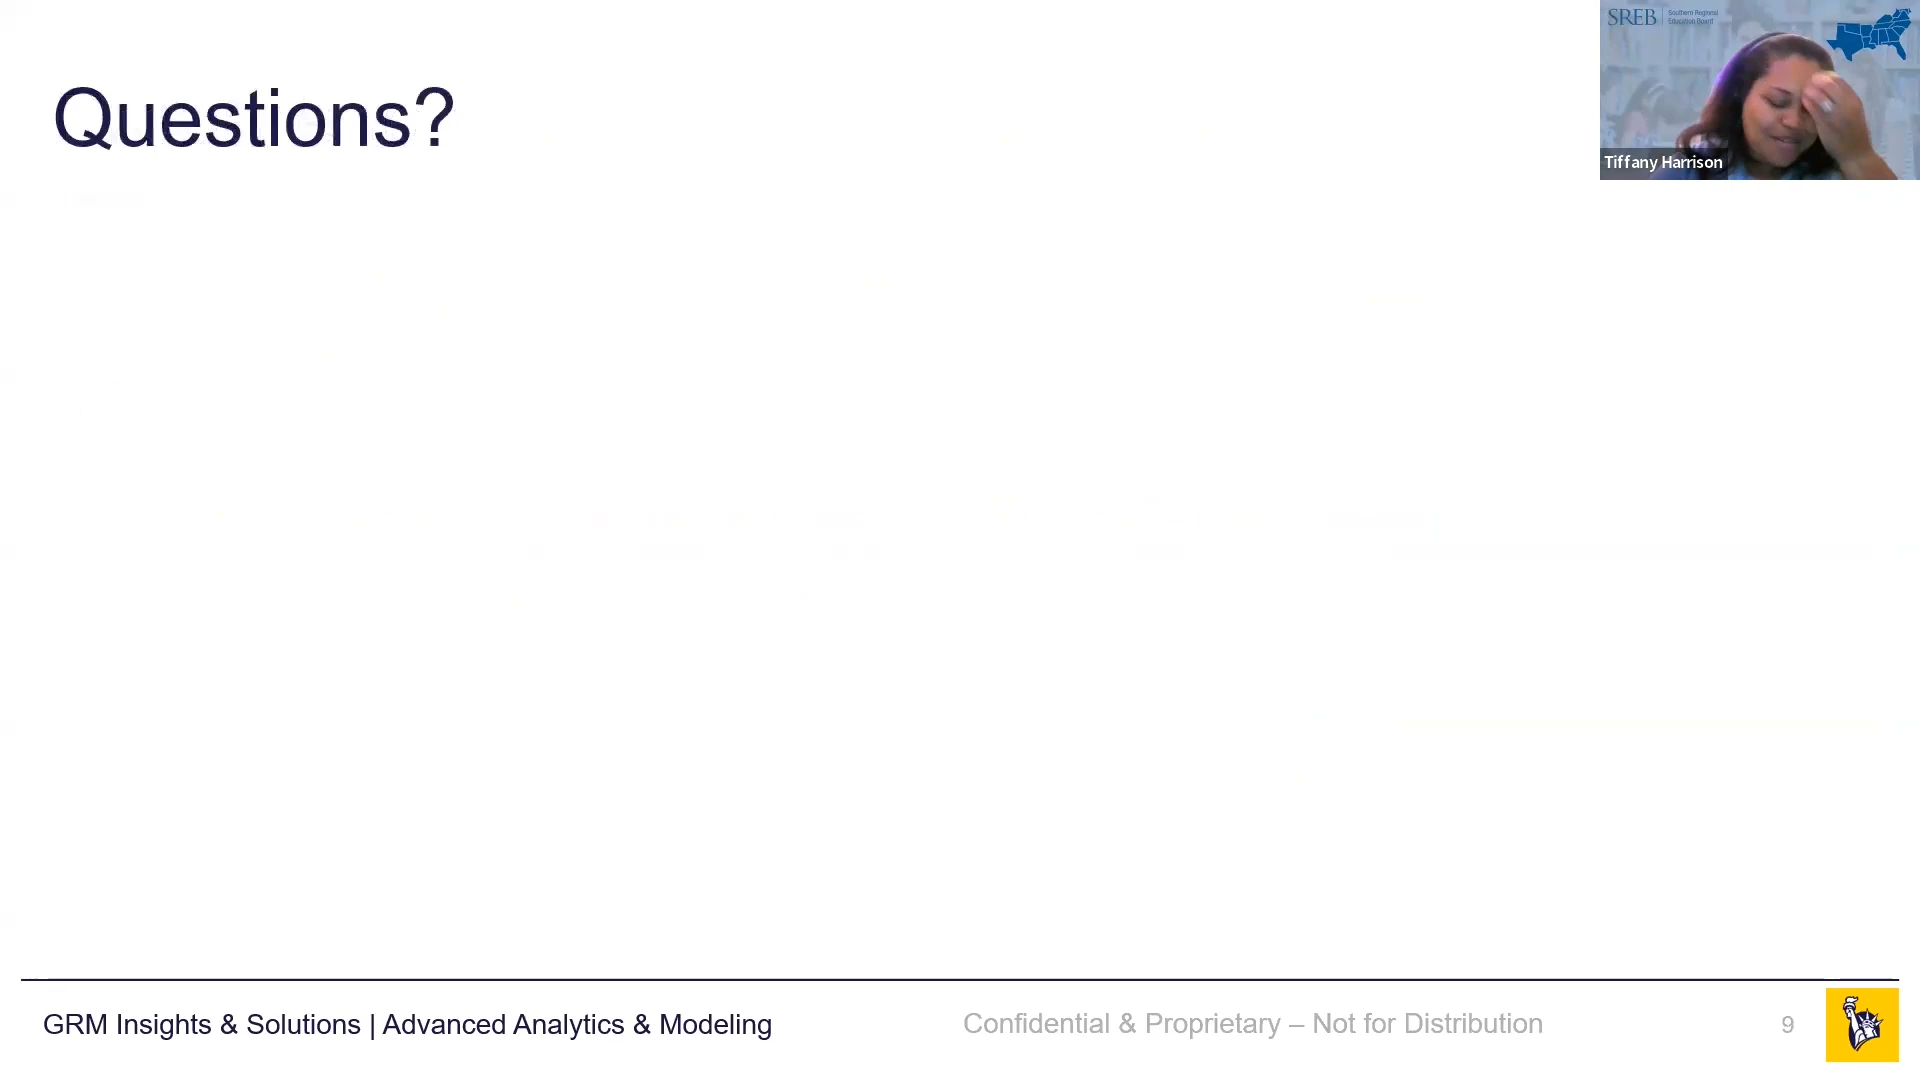 SREB
Southern Regional
Education Board
Questions?
Tiffany Harrison
GRM Insights & Solutions | Advanced Analytics & Modeling
Confidential & Proprietary – Not for Distribution
9